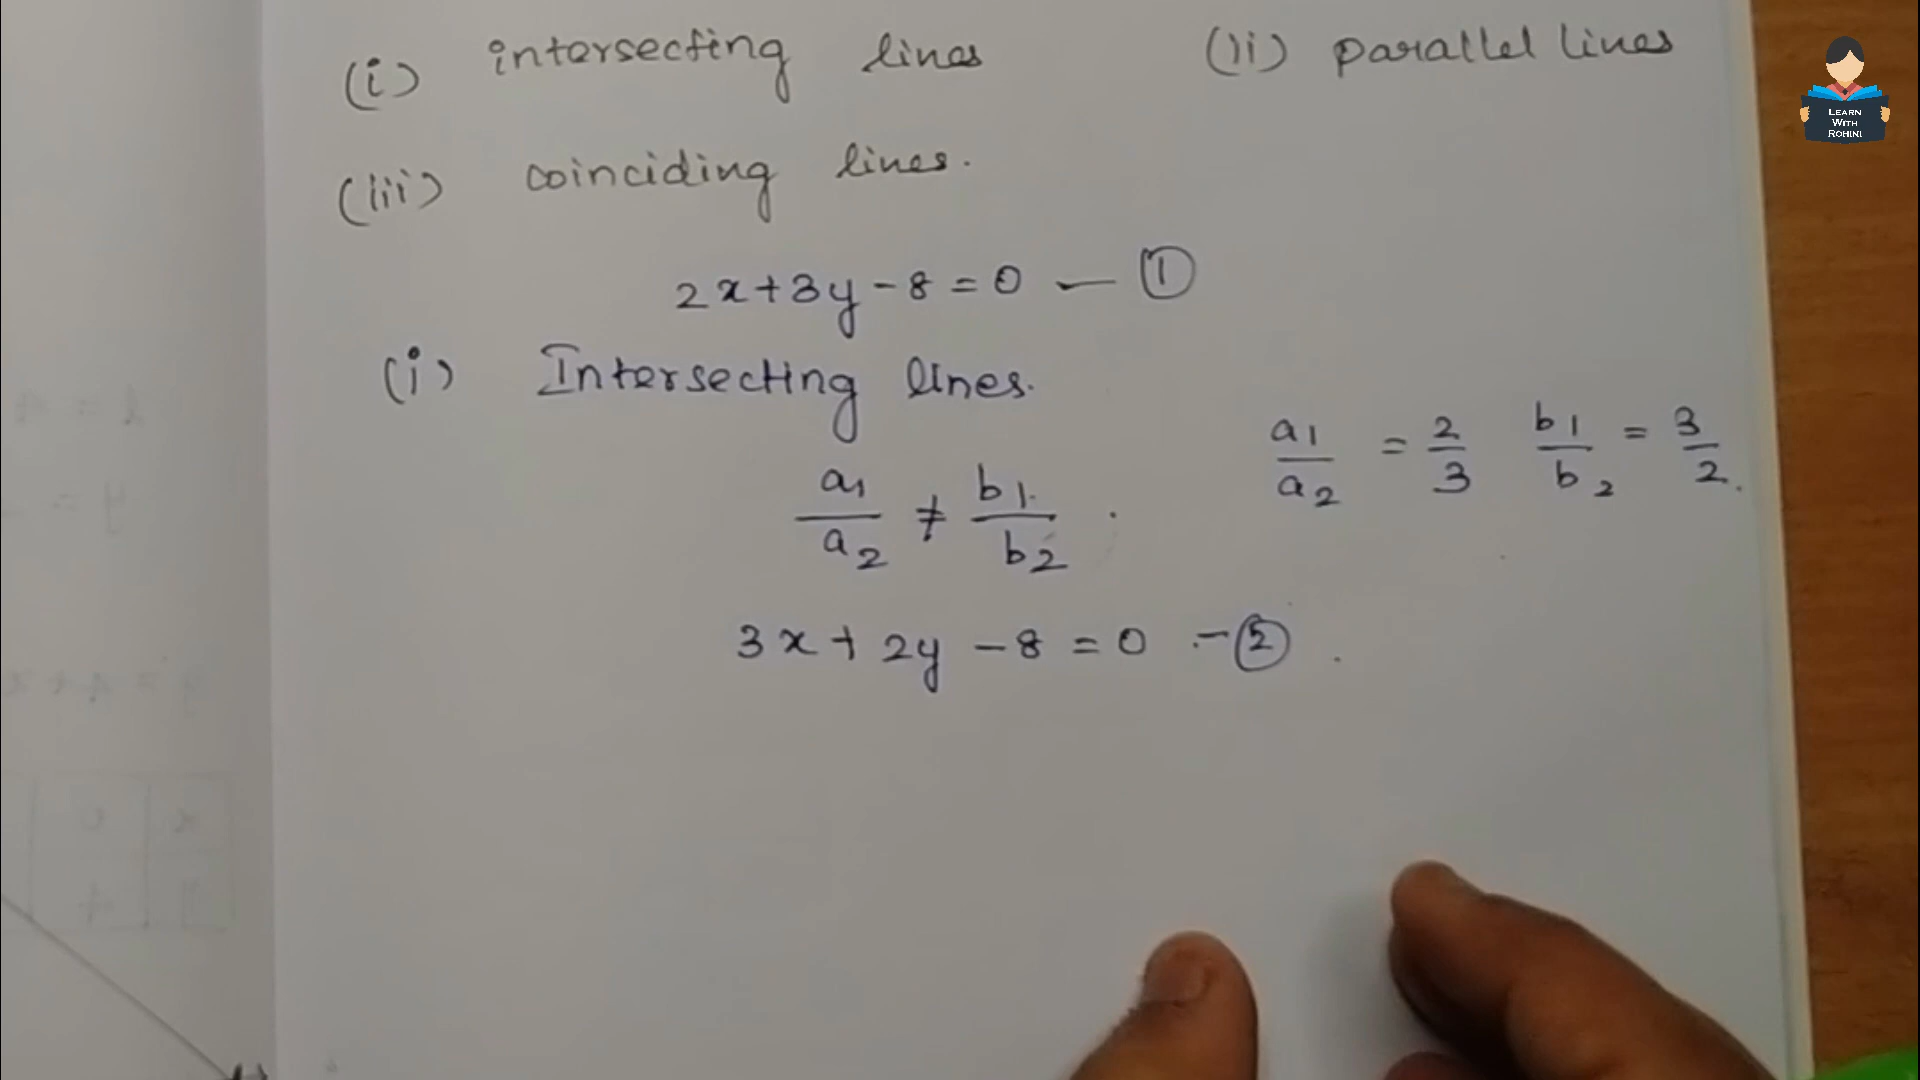 (i) intersecting lines (ii) parallel lines
LEARN
WITH
ROHINI
(iii) coinciding lines.
2x+3y-8=0 — ①
(i) Intersecting lines.
a1/a2 = 2/3 b1/b2 = 3/2.
a1/a2 ≠ b1/b2.
3x+2y-8=0 -②.